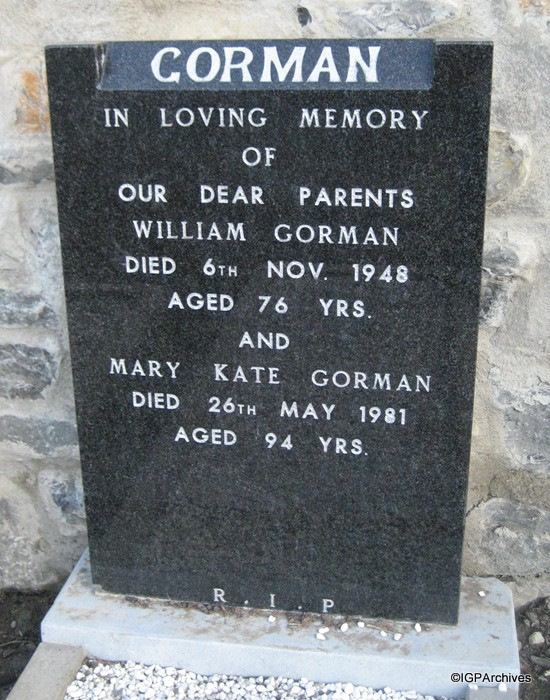 GORMAN
IN LOVING MEMORY
OF
OUR DEAR PARENTS
WILLIAM GORMAN
DIED 6TH NOV. 1948
AGED 76 YRS.
AND
MARY KATE GORMAN
DIED 26TH MAY 1981
AGED 94 YRS.
R . I . P
©IGPArchives